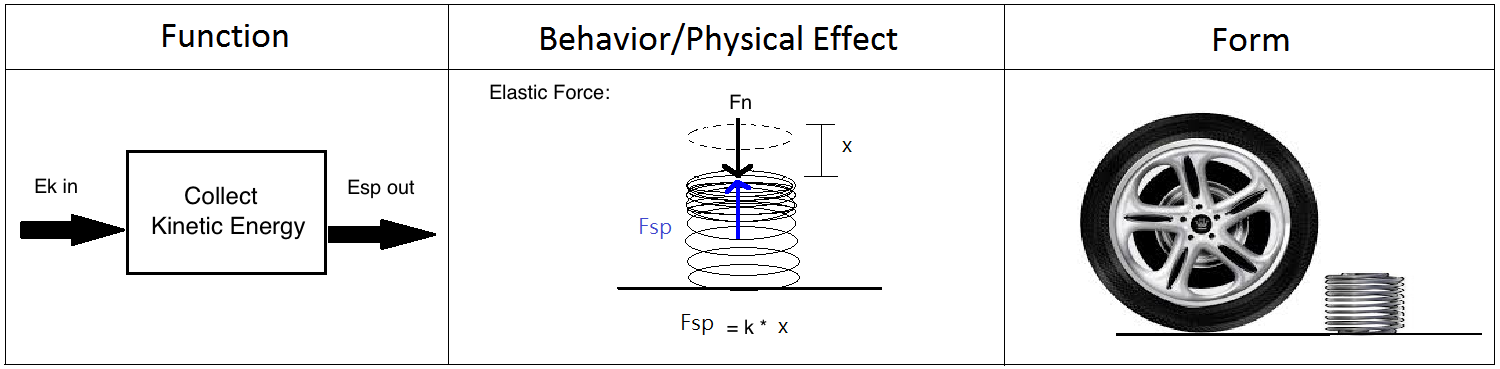 Function
Behavior/Physical Effect
Form
Ek in
Collect
Kinetic Energy
Esp out
Elastic Force:
Fn
x
Fsp
Fsp = k * x